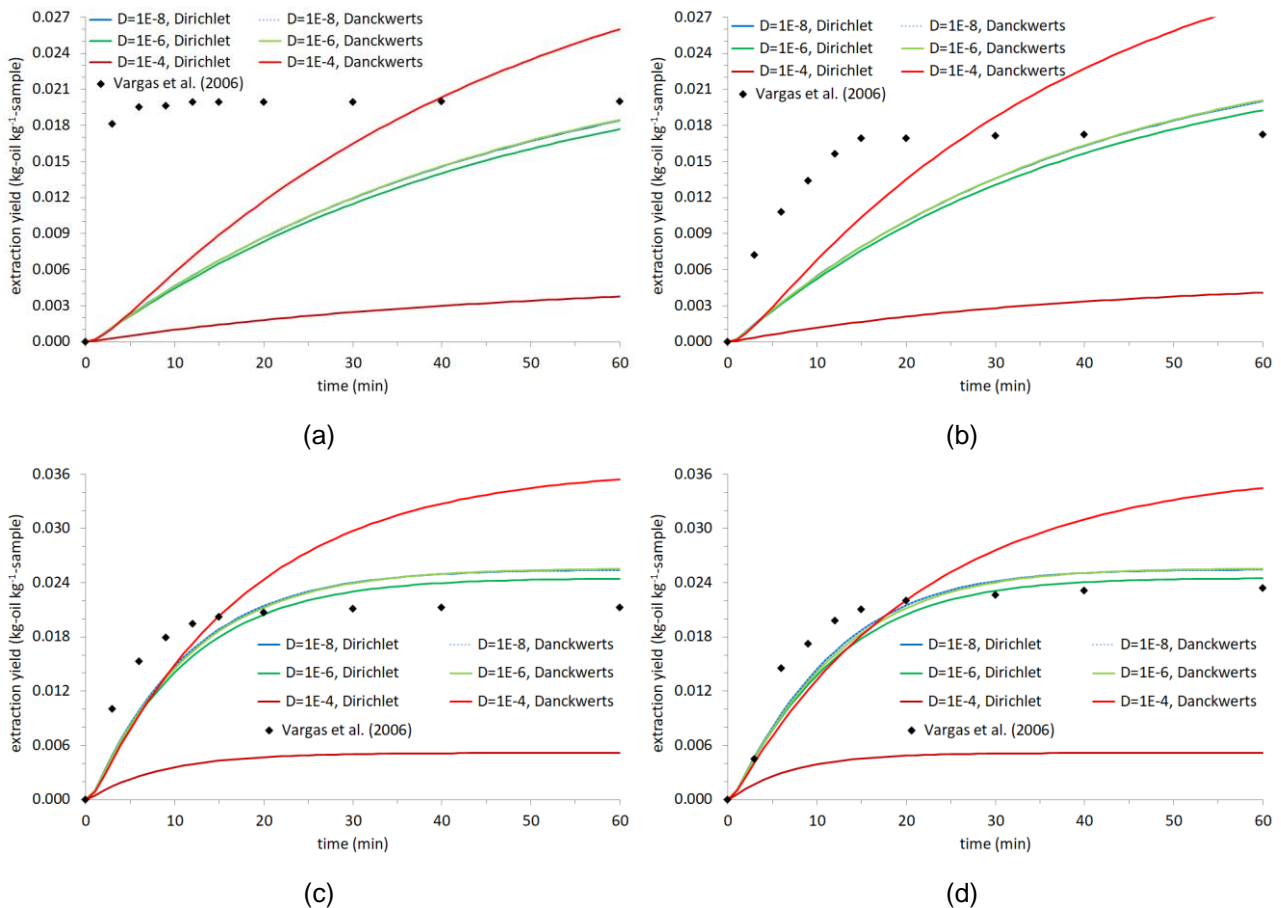 0.027
0.024
0.021
0.018
0.015
0.012
0.009
0.006
0.003
0.000
extraction yield (kg-oil kg⁻¹-sample)
D=1E-8, Dirichlet D=1E-8, Danckwerts
D=1E-6, Dirichlet D=1E-6, Danckwerts
D=1E-4, Dirichlet D=1E-4, Danckwerts
Vargas et al. (2006)
0 10 20 30 40 50 60
time (min)
(a)
0.027
0.024
0.021
0.018
0.015
0.012
0.009
0.006
0.003
0.000
extraction yield (kg-oil kg⁻¹-sample)
D=1E-8, Dirichlet D=1E-8, Danckwerts
D=1E-6, Dirichlet D=1E-6, Danckwerts
D=1E-4, Dirichlet D=1E-4, Danckwerts
Vargas et al. (2006)
0 10 20 30 40 50 60
time (min)
(b)
0.036
0.030
0.024
0.018
0.012
0.006
0.000
extraction yield (kg-oil kg⁻¹-sample)
D=1E-8, Dirichlet D=1E-8, Danckwerts
D=1E-6, Dirichlet D=1E-6, Danckwerts
D=1E-4, Dirichlet D=1E-4, Danckwerts
Vargas et al. (2006)
0 10 20 30 40 50 60
time (min)
(c)
0.036
0.030
0.024
0.018
0.012
0.006
0.000
extraction yield (kg-oil kg⁻¹-sample)
D=1E-8, Dirichlet D=1E-8, Danckwerts
D=1E-6, Dirichlet D=1E-6, Danckwerts
D=1E-4, Dirichlet D=1E-4, Danckwerts
Vargas et al. (2006)
0 10 20 30 40 50 60
time (min)
(d)